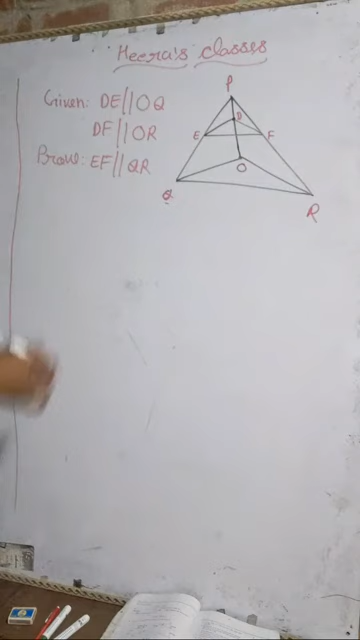 Heera's classes
Given: DE||OQ
DF||OR
Prove: EF||QR
P
D
E F
O
Q
R